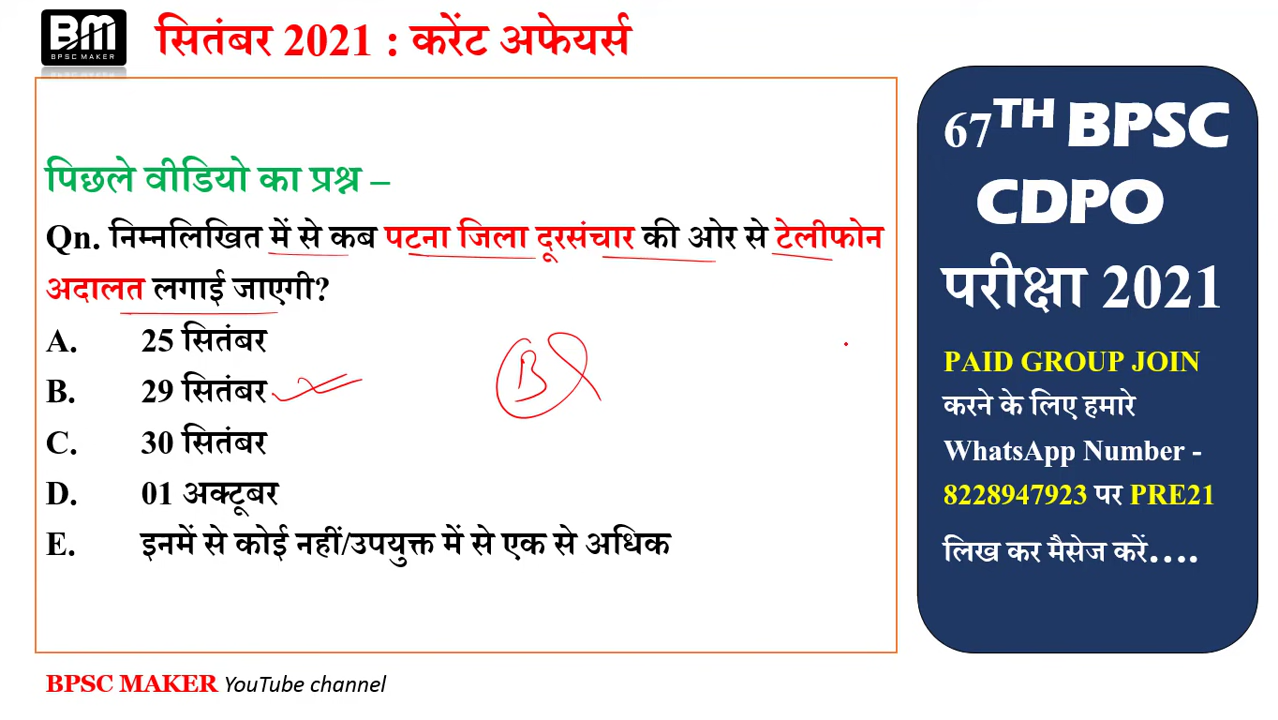 BM
BPSC MAKER
सितंबर 2021 : करेंट अफेयर्स
पिछले वीडियो का प्रश्न –
Qn. निम्नलिखित में से कब पटना जिला दूरसंचार की ओर से टेलीफोन
अदालत लगाई जाएगी?
A. 25 सितंबर
B. 29 सितंबर
C. 30 सितंबर
D. 01 अक्टूबर
E. इनमें से कोई नहीं/उपयुक्त में से एक से अधिक
B
67TH BPSC
CDPO
परीक्षा 2021
PAID GROUP JOIN
करने के लिए हमारे
WhatsApp Number -
8228947923 पर PRE21
लिख कर मैसेज करें....
BPSC MAKER YouTube channel